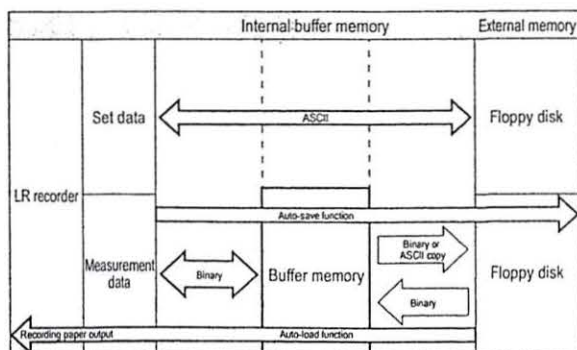 Internal buffer memory
External memory
LR recorder
Set data
ASCII
Floppy disk
Auto-save function
Measurement
data
Binary
Buffer memory
Binary or
ASCII copy
Binary
Floppy disk
Recording paper output
Auto-load function